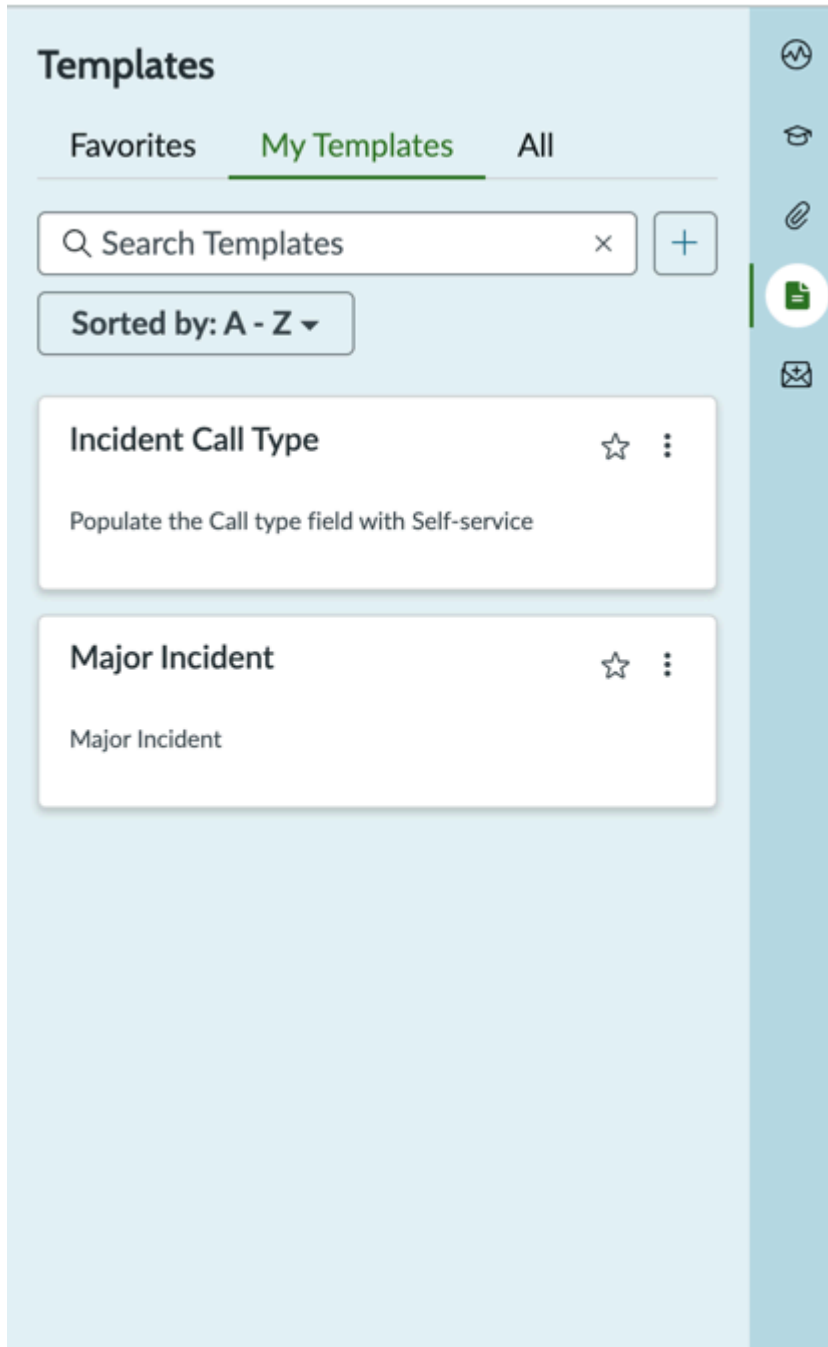 Templates
Favorites My Templates All
Search Templates
Sorted by: A - Z
Incident Call Type
Populate the Call type field with Self-service
Major Incident
Major Incident